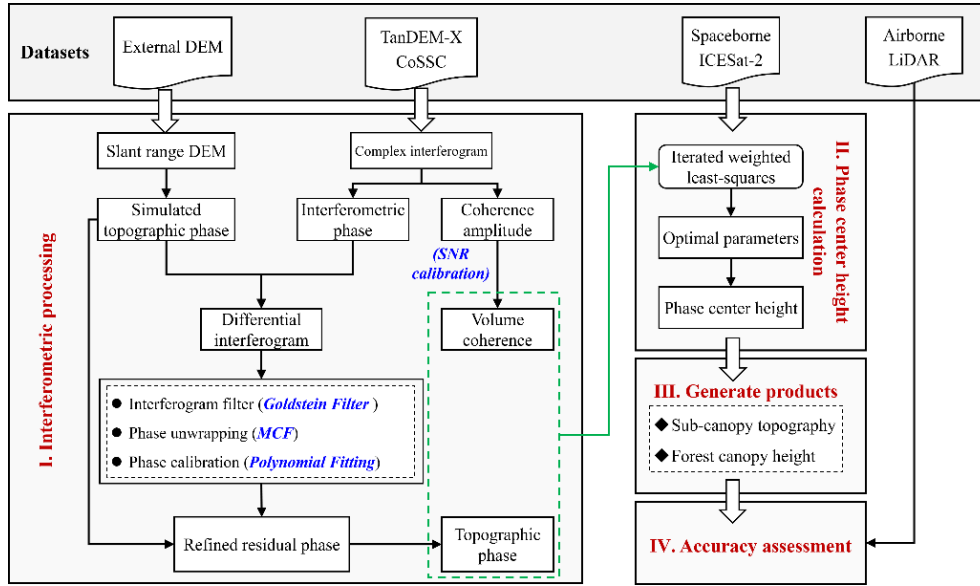 Datasets
External DEM
TanDEM-X
CoSSC
Spaceborne
ICESat-2
Airborne
LiDAR
I. Interferometric processing
Slant range DEM
Complex interferogram
Simulated
topographic phase
Interferometric
phase
Coherence
amplitude
(SNR
calibration)
Differential
interferogram
Volume
coherence
● Interferogram filter (Goldstein Filter )
● Phase unwrapping (MCF)
● Phase calibration (Polynomial Fitting)
Refined residual phase
Topographic
phase
II. Phase center height
calculation
Iterated weighted
least-squares
Optimal parameters
Phase center height
III. Generate products
◆ Sub-canopy topography
◆ Forest canopy height
IV. Accuracy assessment